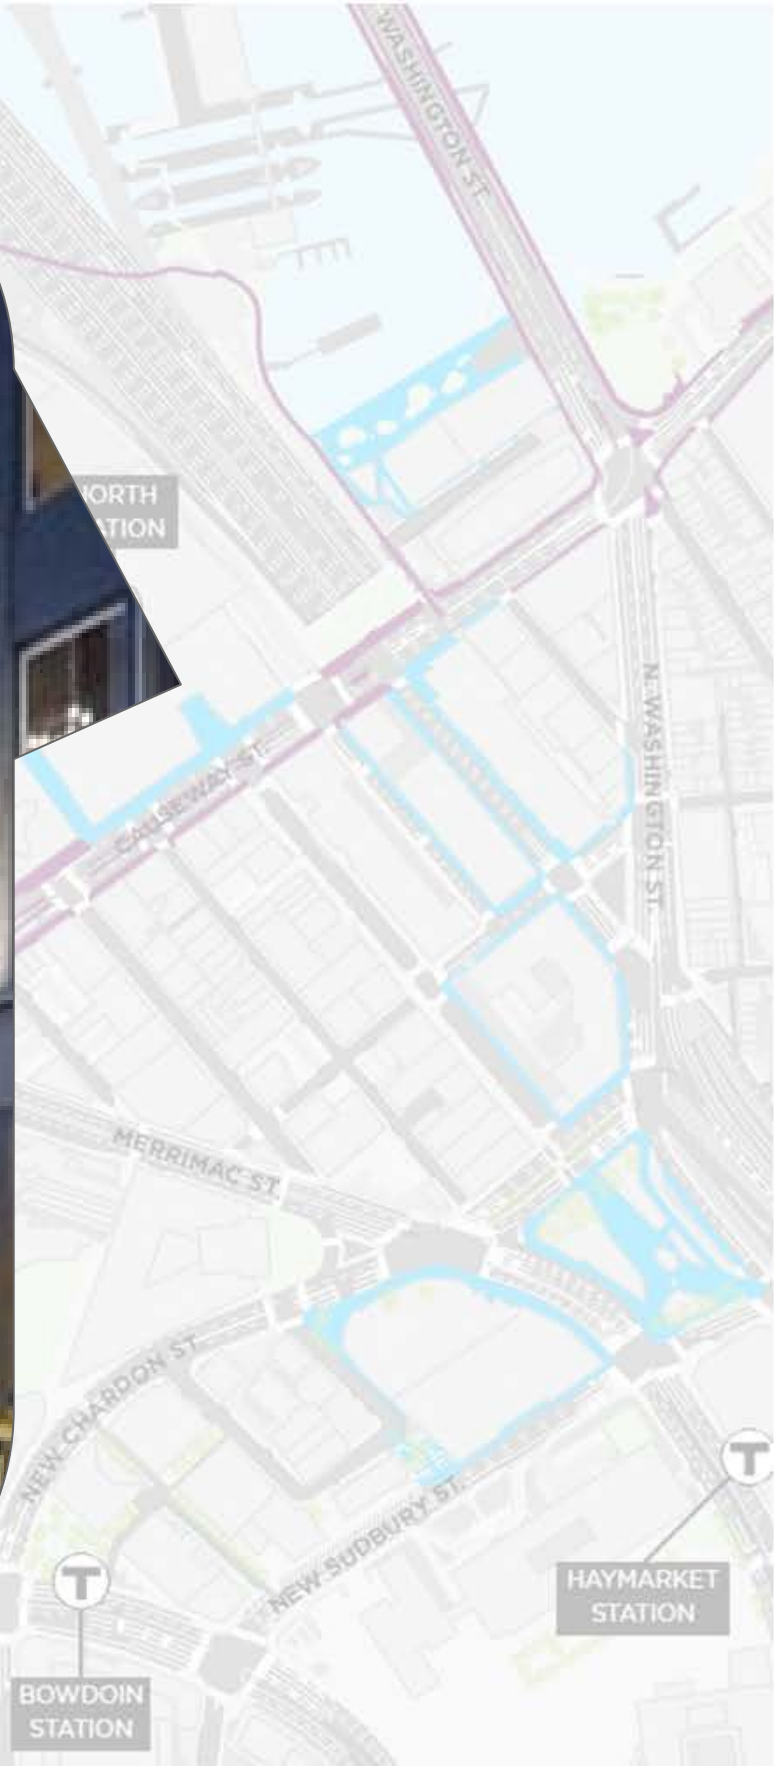 WASHINGTON ST.
ORTH
ATION
N. WASHINGTON ST.
CAUSEWAY ST.
MERRIMAC ST.
NEW CHARDON ST.
NEW SUDBURY ST.
T
HAYMARKET
STATION
T
BOWDOIN
STATION